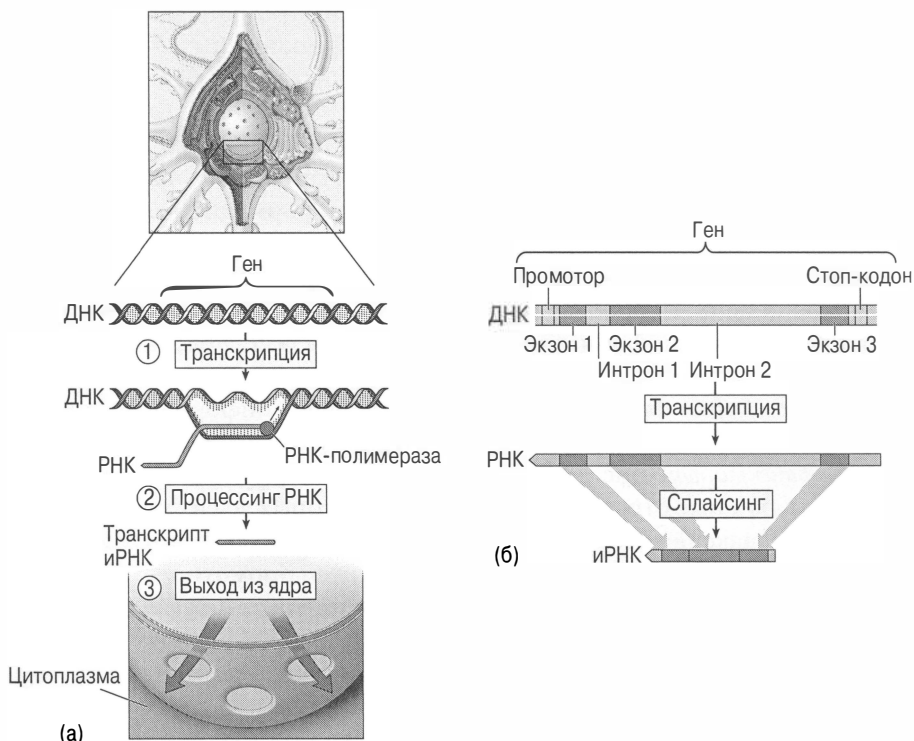 Ген
ДНК
① Транскрипция
ДНК
РНК
РНК-полимераза
② Процессинг РНК
Транскрипт
иРНК
③ Выход из ядра
Цитоплазма
(а)
Ген
Промотор Стоп-кодон
ДНК
Экзон 1 Экзон 2 Экзон 3
Интрон 1 Интрон 2
Транскрипция
РНК
Сплайсинг
(б)
иРНК